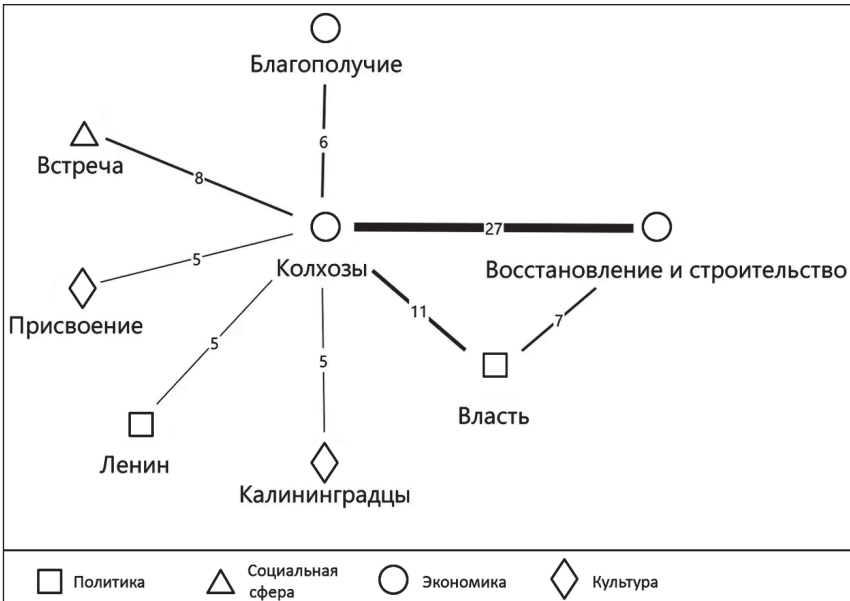 Благополучие
6
Встреча
8
27
5
Колхозы
Восстановление и строительство
Присвоение
11
7
5
5
Власть
Ленин
Калининградцы
Политика
Социальная
сфера
Экономика
Культура